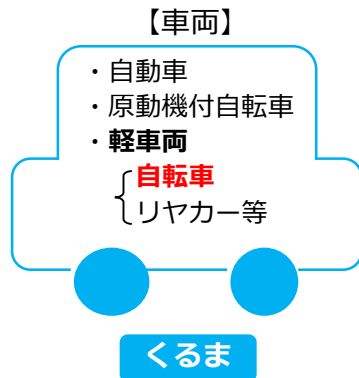 【車両】
・自動車
・原動機付自転車
・軽車両
自転車
リヤカー等
くるま